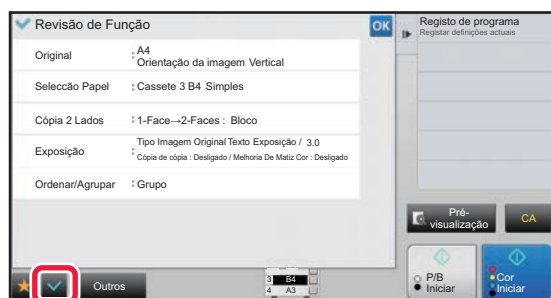 Revisão de Função
OK
Original : A4
Orientação da imagem Vertical
Seleccão Papel : Cassete 3 B4 Simples
Cópia 2 Lados : 1-Face→2-Faces : Bloco
Exposição : Tipo Imagem Original Texto Exposição / 3.0
Cópia de cópia : Desligado / Melhoria De Matiz Cor : Desligado
Ordenar/Agrupar : Grupo
Outros
3 B4
4 A3
Registo de programa
Registar definições actuais
Pré-
visualização
CA
P/B
Iniciar
Cor
Iniciar